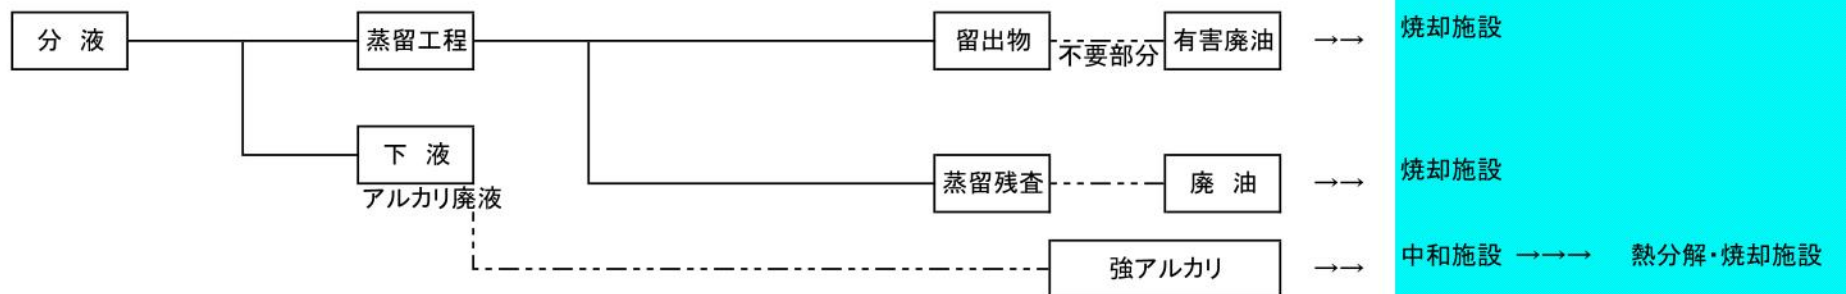 分 液
蒸留工程
留出物
不要部分
有害廃油
→→
焼却施設
下 液
アルカリ廃液
蒸留残査
廃 油
→→
焼却施設
強アルカリ
→→
中和施設 →→→ 熱分解・焼却施設